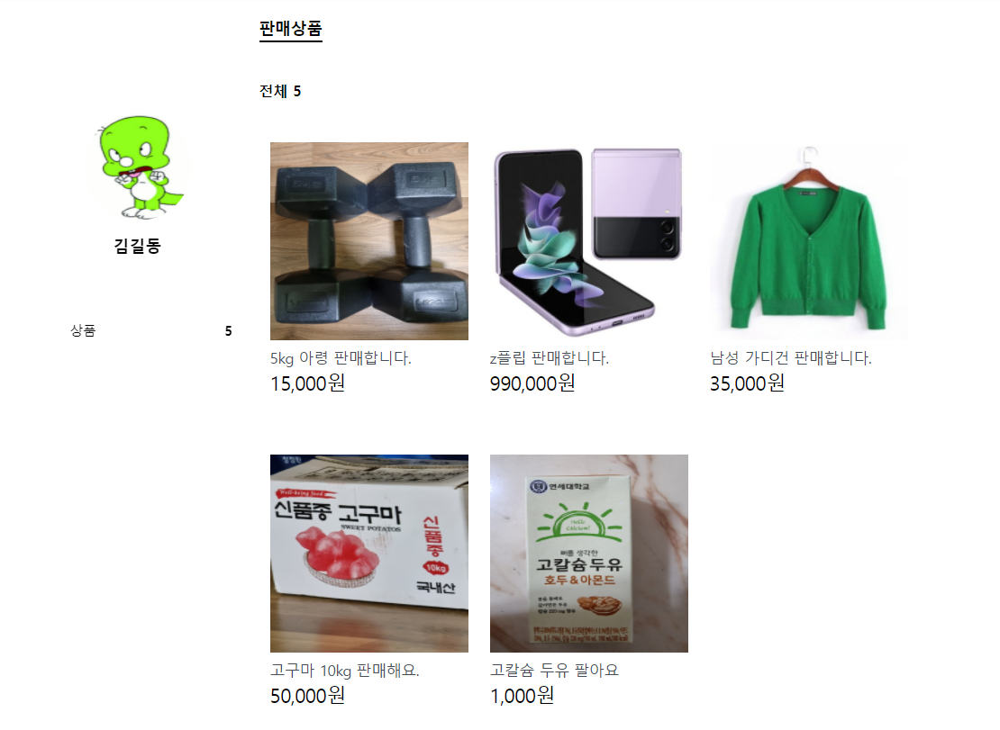 판매상품
전체 5
김길동
상품 5
5kg 아령 판매합니다.
15,000원
z플립 판매합니다.
990,000원
남성 가디건 판매합니다.
35,000원
Well-being food
신품종 고구마
SWEET POTATOS
신품종
10kg
국내산
고구마 10kg 판매해요.
50,000원
연세대학교
Hello
Calcium!
뼈를 생각한
고칼슘두유
호두&아몬드
고칼슘 두유 팔아요
1,000원